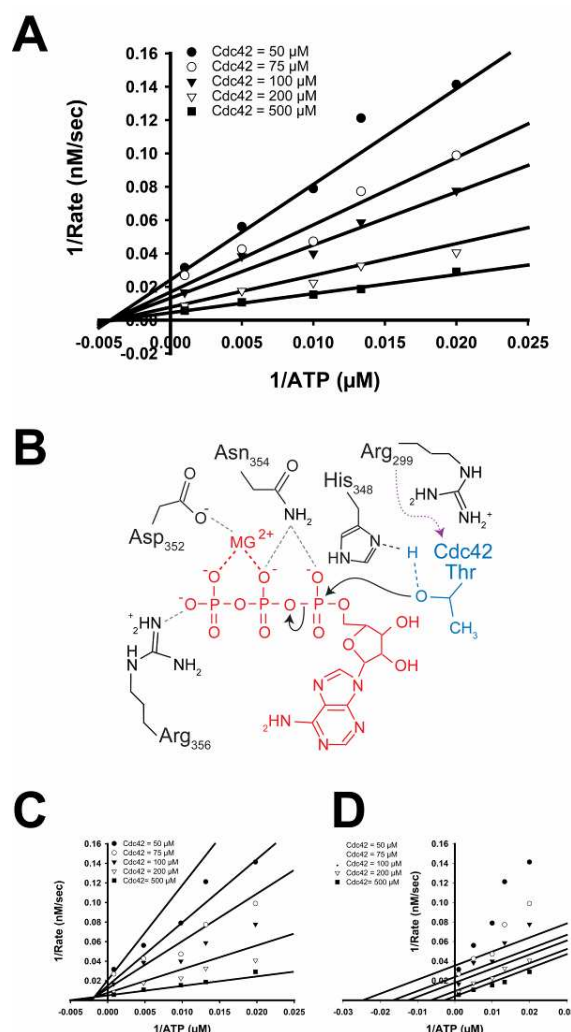 A
Cdc42 = 50 µM
Cdc42 = 75 µM
Cdc42 = 100 µM
Cdc42 = 200 µM
Cdc42 = 500 µM
0.16
0.14
0.12
0.10
0.08
0.06
0.04
0.02
0.00
-0.02
1/Rate (nM/sec)
-0.005
0.000
0.005
0.010
0.015
0.020
0.025
1/ATP (µM)
B
Asn354
O
NH2
Arg299
NH
2HN
NH2+
O
O-
Asp352
His348
HN
N
H
Cdc42
Thr
O
CH3
MG2+
-O
O
O-
O
O-
O
-O P O P O P O
O
O
O
+
2HN
HN
NH2
Arg356
O
OH
OH
N
N
2HN
N
N
C
Cdc42 = 50 µM
Cdc42 = 75 µM
Cdc42 = 100 µM
Cdc42 = 200 µM
Cdc42= 500 µM
0.16
0.14
0.12
0.10
0.08
0.06
0.04
0.02
1/Rate (nM/sec)
-0.005
0.000
0.005
0.010
0.015
0.020
0.025
1/ATP (µM)
D
Cdc42 = 50 µM
Cdc42 = 75 µM
Cdc42 = 100 µM
Cdc42 = 200 µM
Cdc42= 500 µM
0.16
0.14
0.12
0.10
0.08
0.06
0.04
0.02
1/Rate (nM/sec)
-0.03
-0.02
-0.01
0.00
0.01
0.02
0.03
1/ATP (µM)